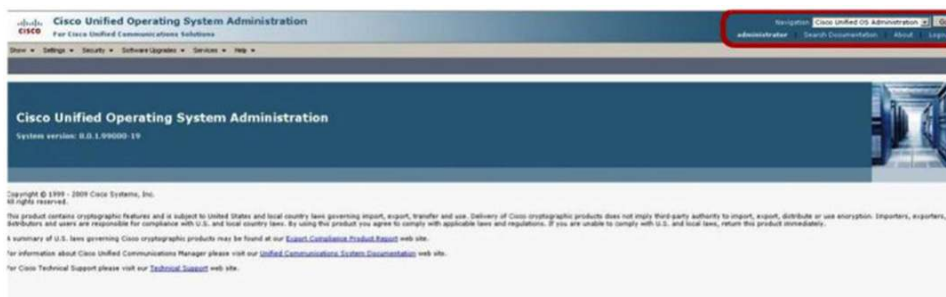 Cisco Unified Operating System Administration
CISCO
For Cisco Unified Communications Solutions
Navigation Cisco Unified OS Administration Go
administrator | Search Documentation | About | Logo
Show Settings Security Software Upgrades Services Help
Cisco Unified Operating System Administration
System version: 8.0.1.99000-19
Copyright © 1999 - 2009 Cisco Systems, Inc.
All rights reserved.
This product contains cryptographic features and is subject to United States and local country laws governing import, export, transfer and use. Delivery of Cisco cryptographic products does not imply third-party authority to import, export, distribute or use encryption. Importers, exporters,
distributors and users are responsible for compliance with U.S. and local country laws. By using this product you agree to comply with applicable laws and regulations. If you are unable to comply with U.S. and local laws, return this product immediately.
A summary of U.S. laws governing Cisco cryptographic products may be found at our Export Compliance Product Report web site.
For information about Cisco Unified Communications Manager please visit our Unified Communications System Documentation web site.
For Cisco Technical Support please visit our Technical Support web site.